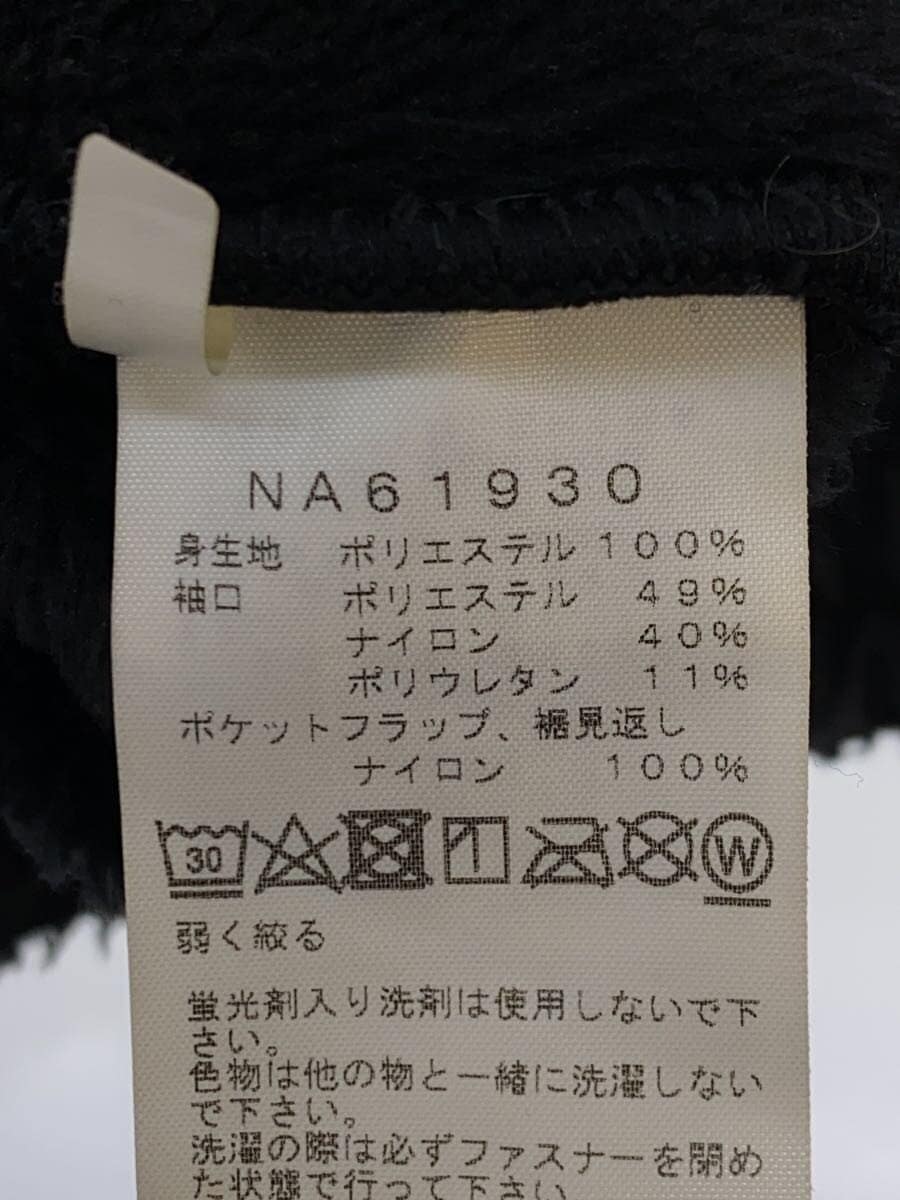 NA61930
身生地 ポリエステル 100%
袖口 ポリエステル 49%
ナイロン 40%
ポリウレタン 11%
ポケットフラップ、裾見返し
ナイロン 100%
30 1 W
弱く絞る
蛍光剤入り洗剤は使用しないで下
さい。
色物は他の物と一緒に洗濯しない
で下さい。
洗濯の際は必ずファスナーを閉め
た状態で行って下さい